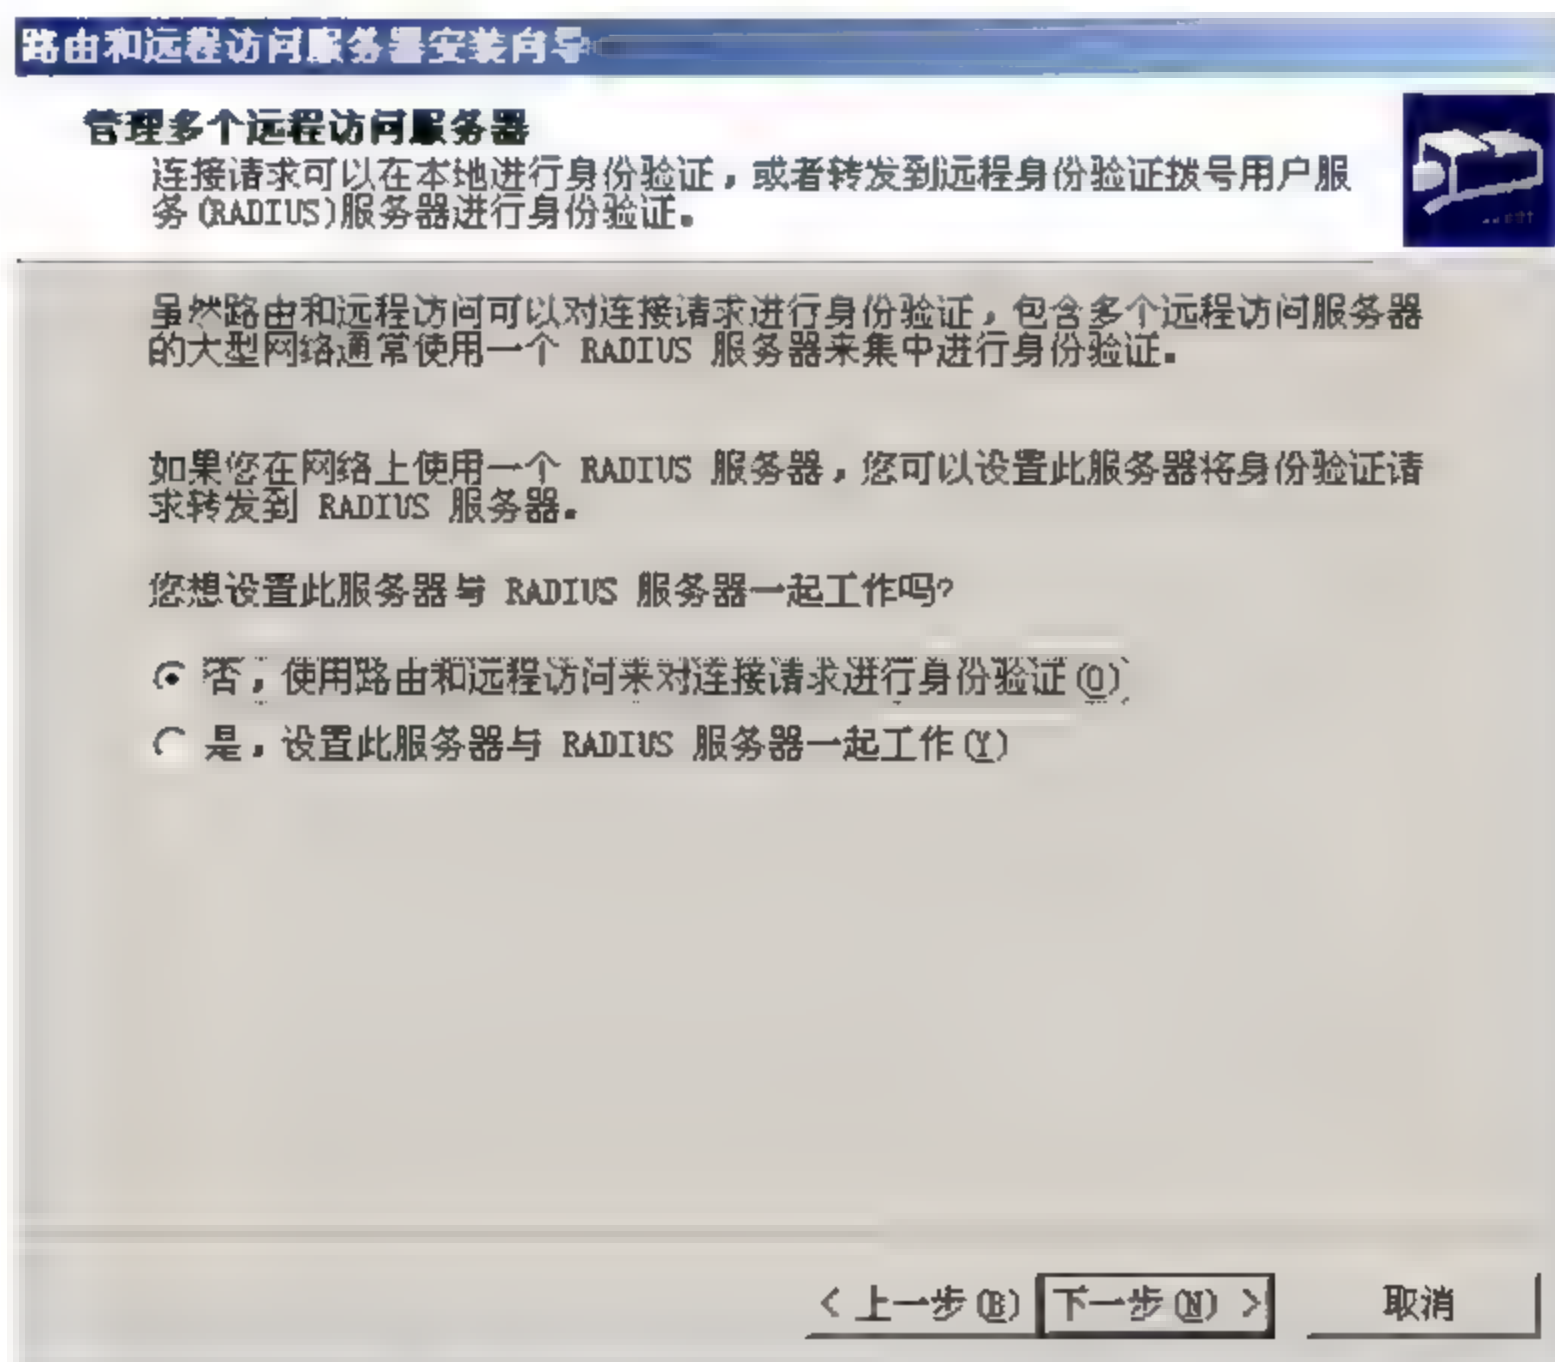 路由和远程访问服务器安装向导
管理多个远程访问服务器
连接请求可以在本地进行身份验证，或者转发到远程身份验证拨号用户服
务(RADIUS)服务器进行身份验证。
虽然路由和远程访问可以对连接请求进行身份验证，包含多个远程访问服务器
的大型网络通常使用一个 RADIUS 服务器来集中进行身份验证。
如果您在网络上使用一个 RADIUS 服务器，您可以设置此服务器将身份验证请
求转发到 RADIUS 服务器。
您想设置此服务器与 RADIUS 服务器一起工作吗?
否，使用路由和远程访问来对连接请求进行身份验证(O)
是，设置此服务器与 RADIUS 服务器一起工作(Y)
< 上一步(B) 下一步(N) > 取消